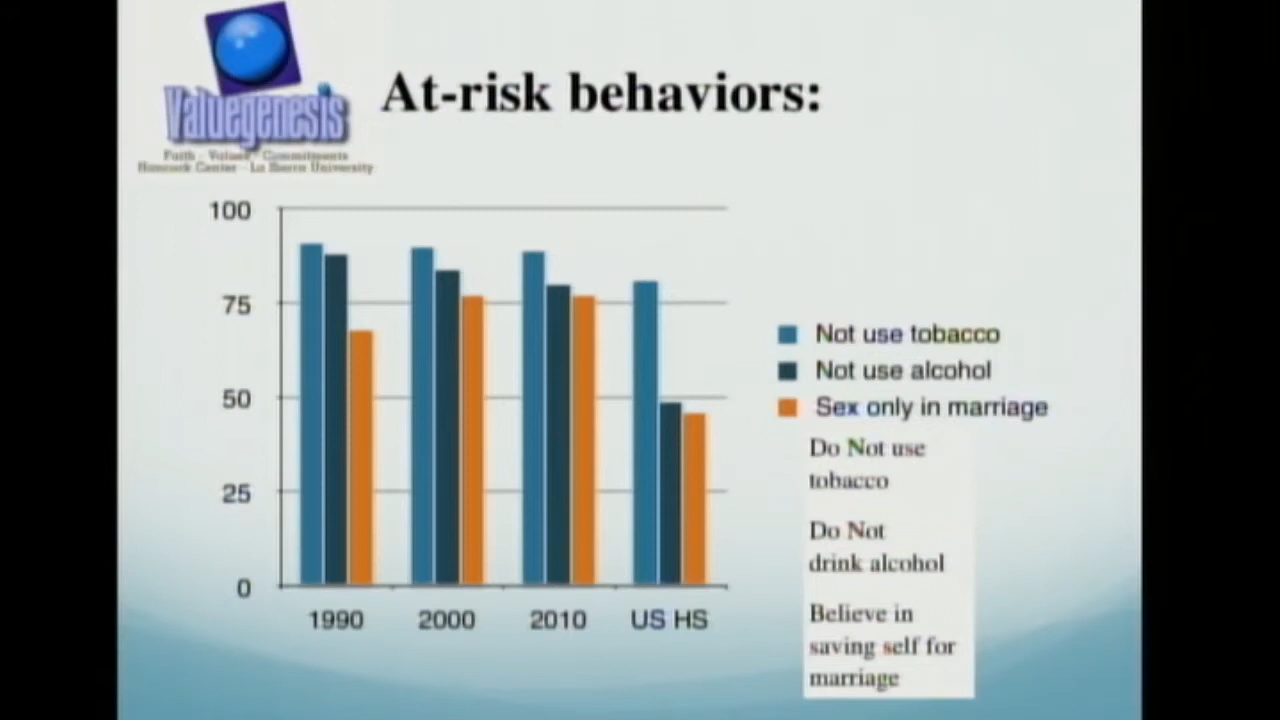 Valuegenesis
Faith - Values - Commitments
Hancock Center - La Sierra University
At-risk behaviors:
100
75
50
25
0
1990
2000
2010
US HS
Not use tobacco
Not use alcohol
Sex only in marriage
Do Not use
tobacco
Do Not
drink alcohol
Believe in
saving self for
marriage